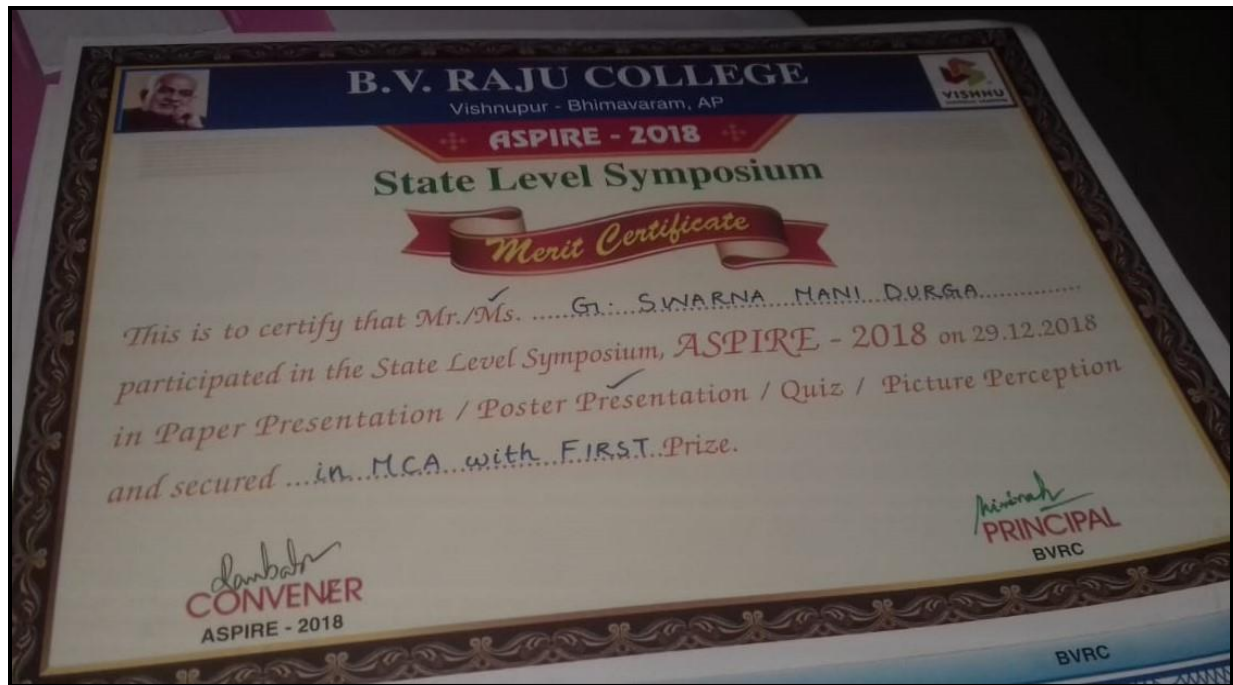 B.V. RAJU COLLEGE
Vishnupur - Bhimavaram, AP
VISHNU
ASPIRE - 2018
State Level Symposium
Merit Certificate
This is to certify that Mr./Ms. ..... G. SWARNA MANI DURGA..................
participated in the State Level Symposium, ASPIRE - 2018 on 29.12.2018
in Paper Presentation / Poster Presentation / Quiz / Picture Perception
and secured ...in MCA with FIRST..Prize.
CONVENER
ASPIRE - 2018
PRINCIPAL
BVRC
BVRC